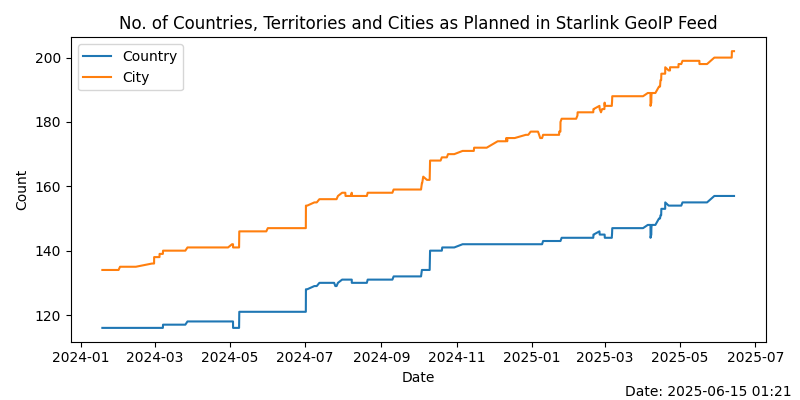 No. of Countries, Territories and Cities as Planned in Starlink GeoIP Feed
Country
City
200
180
160
140
120
Count
2024-01 2024-03 2024-05 2024-07 2024-09 2024-11 2025-01 2025-03 2025-05 2025-07
Date
Date: 2025-06-15 01:21